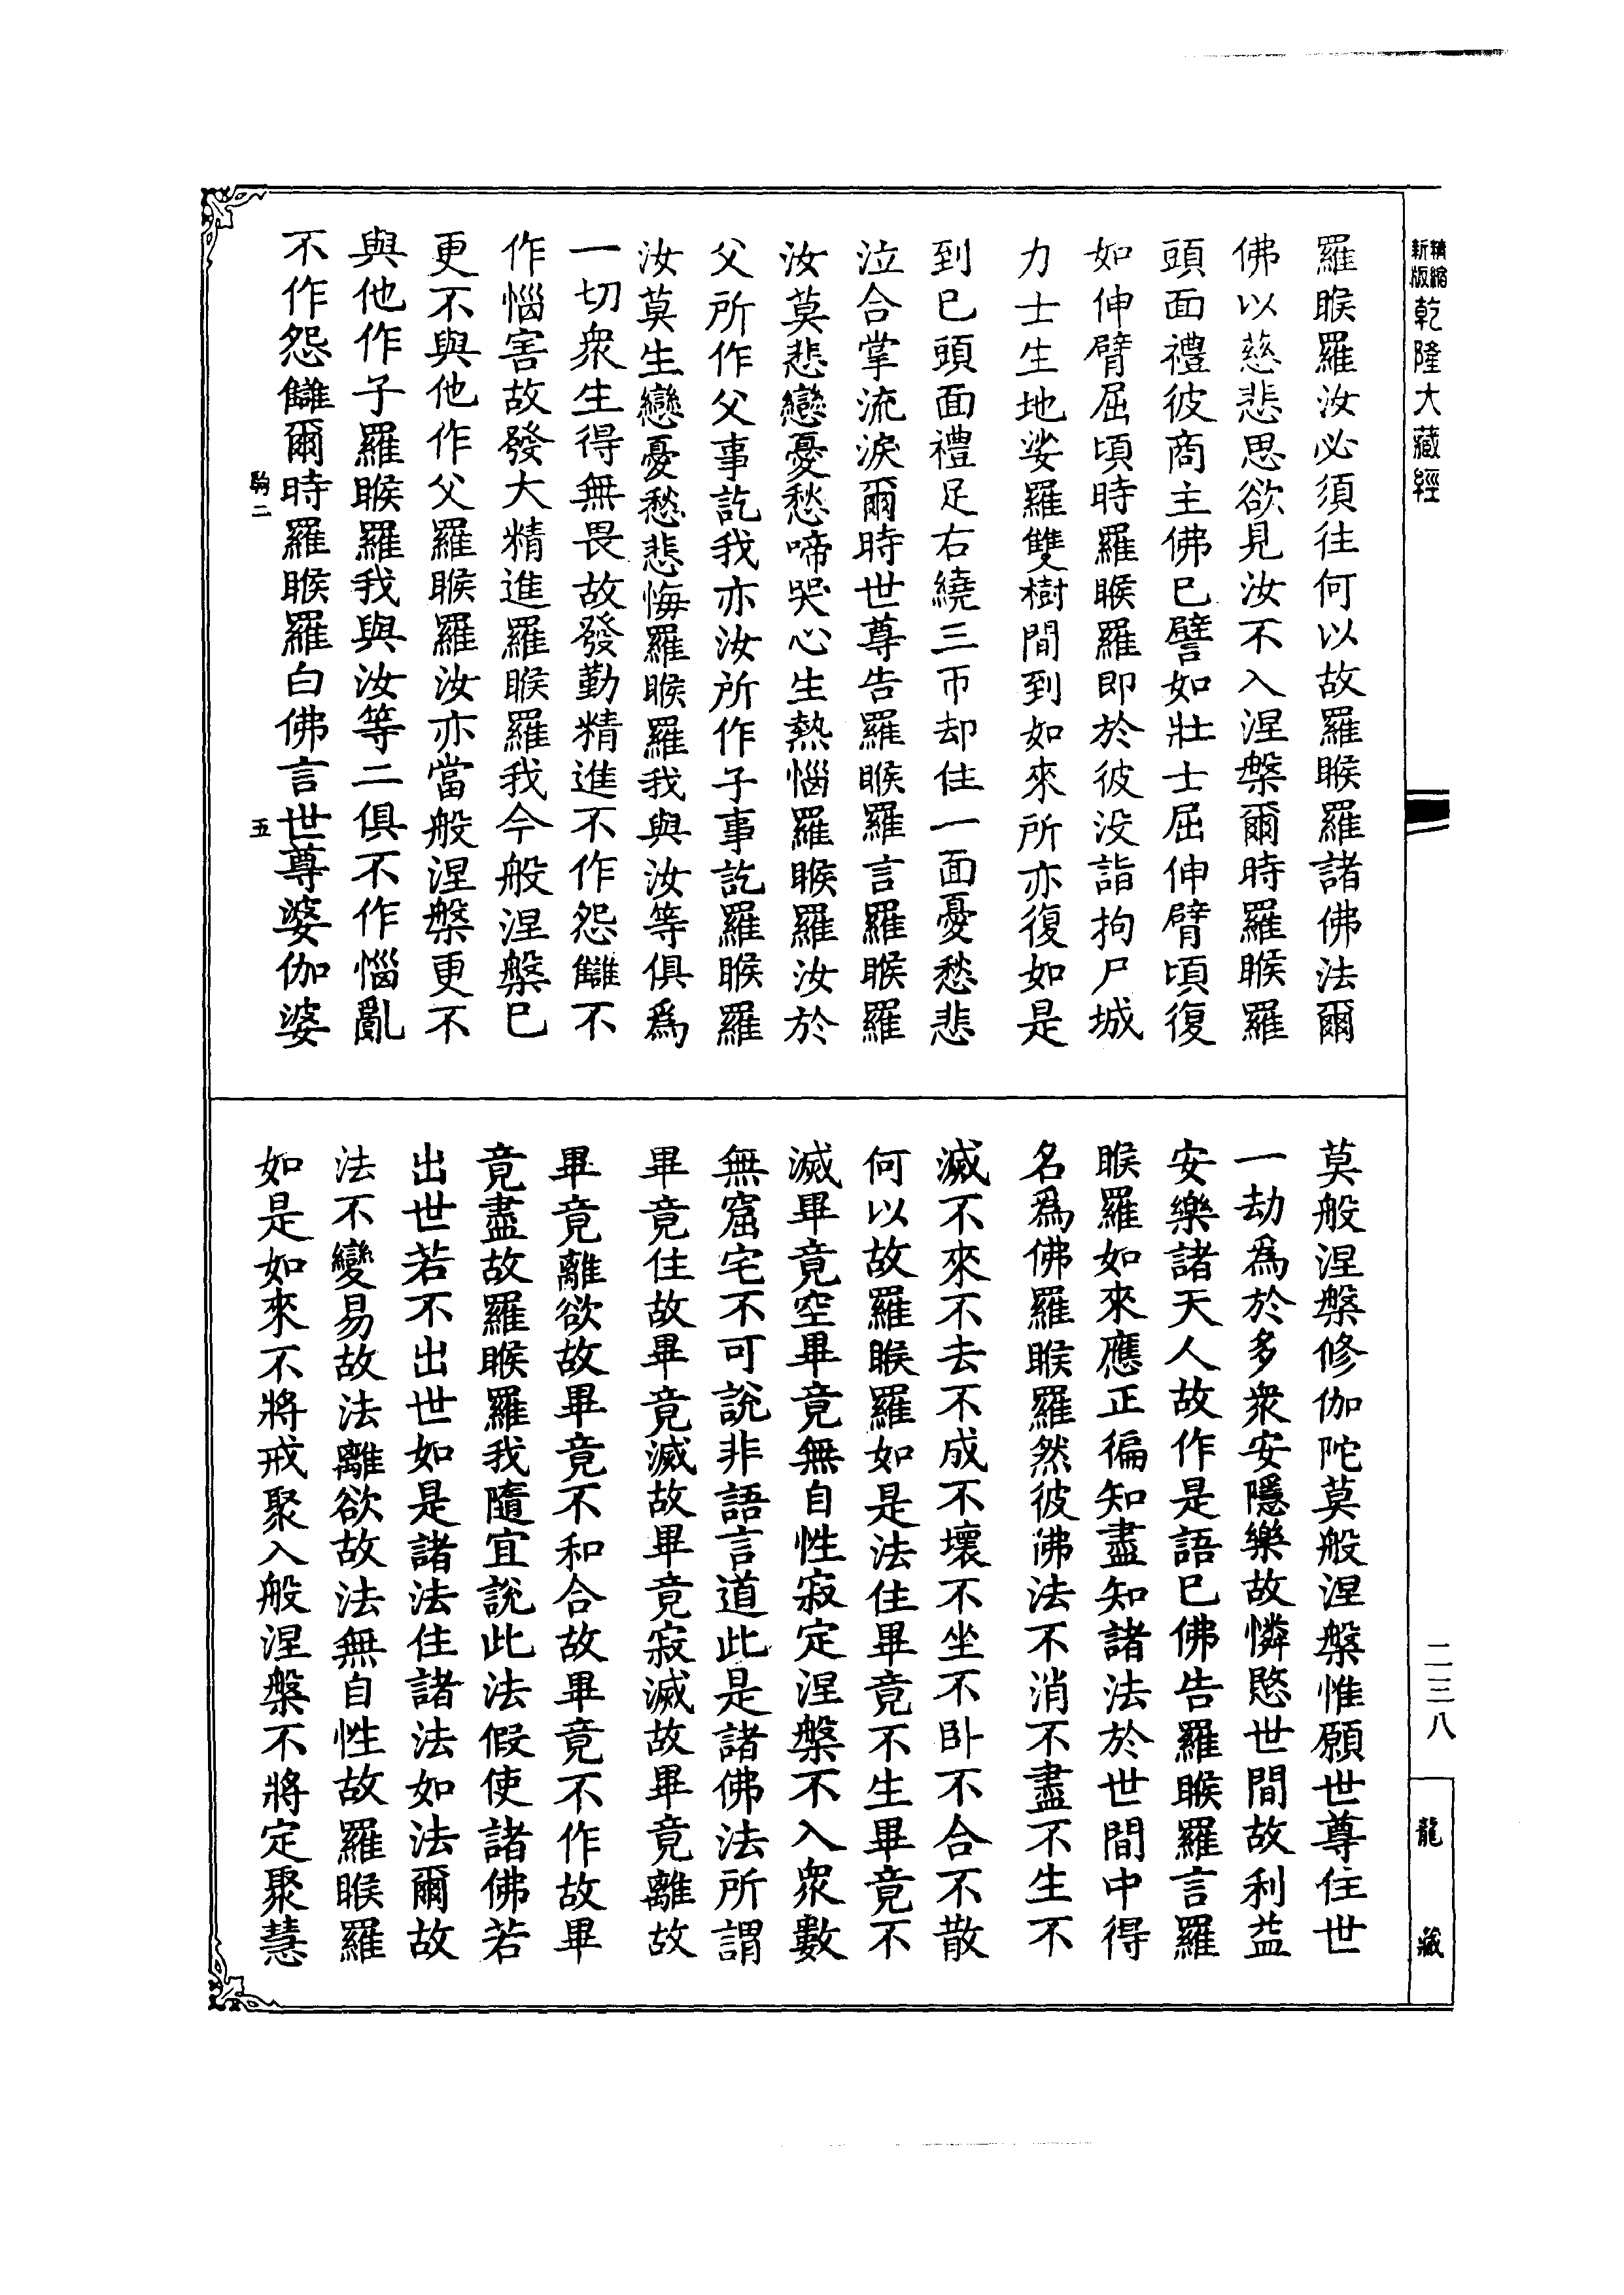 精縮新版乾隆大藏經
羅睺羅汝必須往何以故羅睺羅諸佛法爾
佛以慈悲思欲見汝不入涅槃爾時羅睺羅
頭面禮彼商主佛已譬如壯士屈伸臂頃復
如伸臂屈頃時羅睺羅即於彼没詣拘尸城
力士生地娑羅雙樹間到如來所亦復如是
到已頭面禮足右繞三帀却住一面憂愁悲
泣合掌流淚爾時世尊告羅睺羅言羅睺羅
汝莫悲戀憂愁啼哭心生熱惱羅睺羅汝於
父所作父事訖我亦汝所作子事訖羅睺羅
汝莫生戀憂愁悲悔羅睺羅我與汝等俱爲
一切衆生得無畏故發勤精進不作怨讎不
作惱害故發大精進羅睺羅我今般涅槃已
更不與他作父羅睺羅汝亦當般涅槃更不
與他作子羅睺羅我與汝等二俱不作惱亂
不作怨讎爾時羅睺羅白佛言世尊婆伽婆
駒二 五
莫般涅槃修伽陀莫般涅槃惟願世尊住世
一劫爲於多衆安隱樂故憐愍世間故利益
安樂諸天人故作是語已佛告羅睺羅言羅
睺羅如來應正徧知盡知諸法於世間中得
名爲佛羅睺羅然彼佛法不消不盡不生不
滅不來不去不成不壞不坐不卧不合不散
何以故羅睺羅如是法住畢竟不生畢竟不
滅畢竟空畢竟無自性寂定涅槃不入衆數
無窟宅不可說非語言道此是諸佛法所謂
畢竟住故畢竟滅故畢竟寂滅故畢竟離故
畢竟離欲故畢竟不和合故畢竟不作故畢
竟盡故羅睺羅我隨宜說此法假使諸佛若
出世若不出世如是諸法住諸法如法爾故
法不變易故法離欲故法無自性故羅睺羅
如是如來不將戒聚入般涅槃不將定聚慧
二三八
龍藏